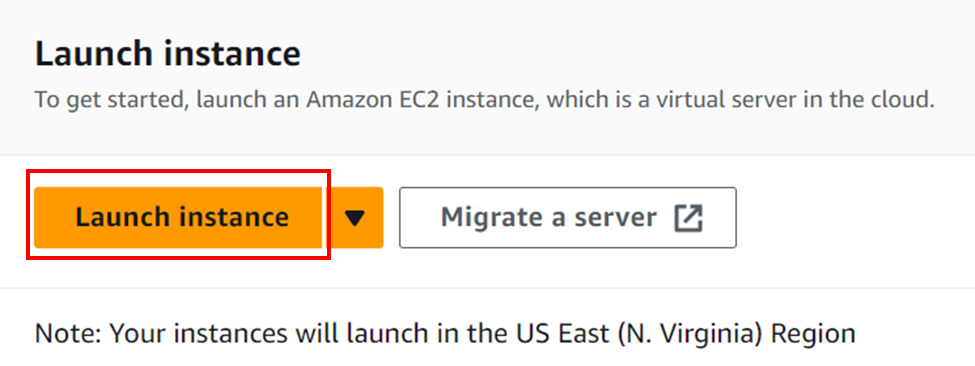 Launch instance
To get started, launch an Amazon EC2 instance, which is a virtual server in the cloud.
Launch instance
Migrate a server
Note: Your instances will launch in the US East (N. Virginia) Region